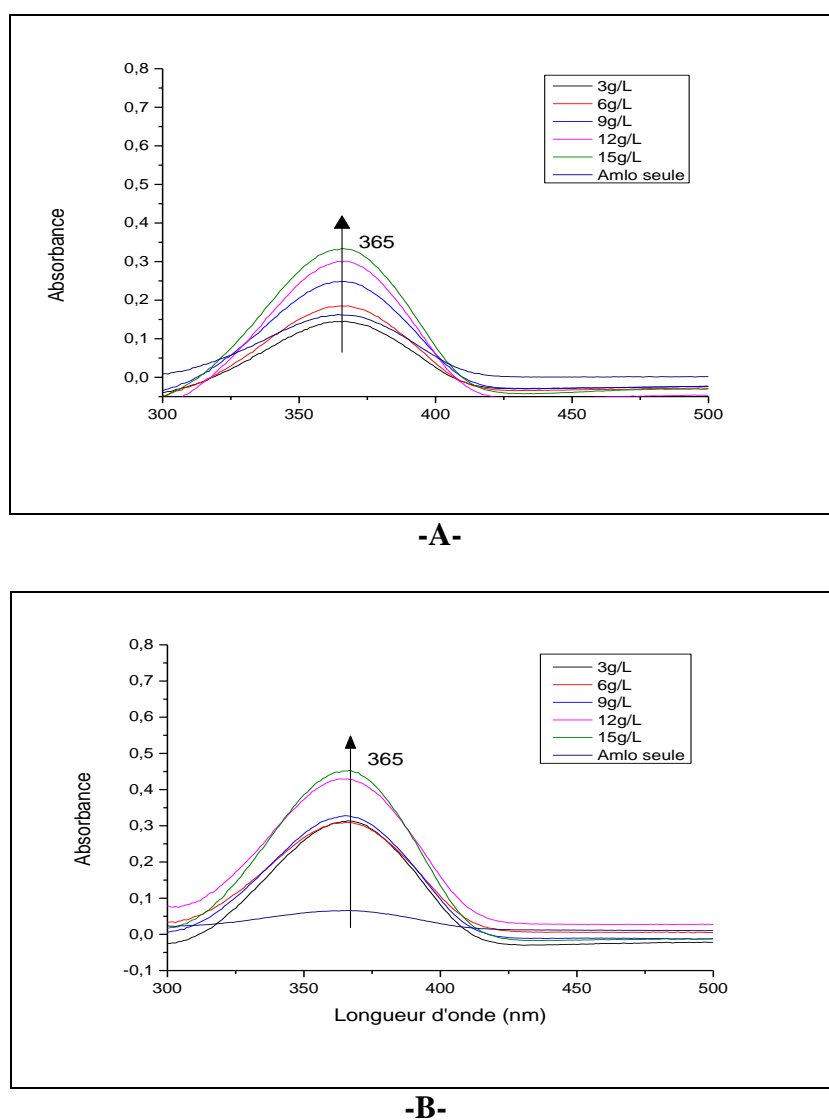 0,8
0,7
0,6
0,5
0,4
0,3
0,2
0,1
0,0
Absorbance
3g/L
6g/L
9g/L
12g/L
15g/L
Amlo seule
365
300
350
400
450
500
-A-
0,8
0,7
0,6
0,5
0,4
0,3
0,2
0,1
0,0
-0,1
Absorbance
3g/L
6g/L
9g/L
12g/L
15g/L
Amlo seule
365
300
350
400
450
500
Longueur d'onde (nm)
-B-